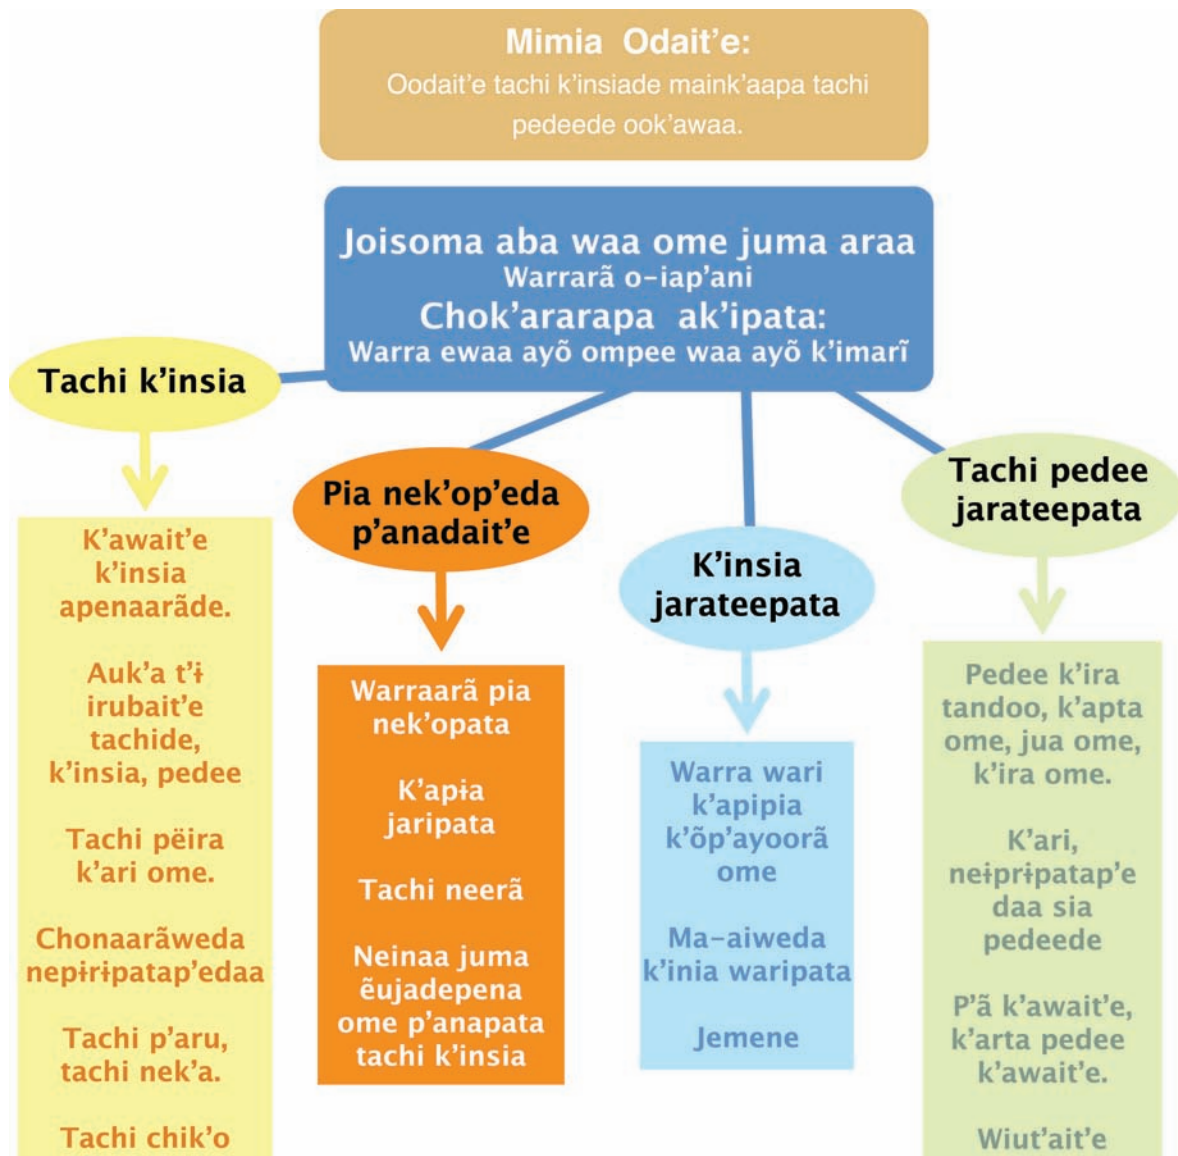 Mimia Odait’e:
Oodait'e tachi k'insiade maink'aapa tachi
pedeede ook'awaa.
Joisoma aba waa ome juma araa
Warrarã o-iap’ani
Chok’ararapa ak’ipata:
Warra ewaa ayõ ompee waa ayõ k’imarĩ
Tachi k’insia
K’await’e
k’insia
apenaarãde.
Auk’a t’ɨ
irubait’e
tachide,
k’insia, pedee
Tachi pëira
k’ari ome.
Chonaarãweda
nepɨrɨpatap’edaa
Tachi p’aru,
tachi nek’a.
Tachi chik’o
Pia nek’op’eda
p’anadait’e
Warraarã pia
nek’opata
K’apɨa
jaripata
Tachi neerã
Neinaa juma
ẽujadepena
ome p’anapata
tachi k’insia
K’insia
jarateepata
Warra wari
k’apipia
k’õp’ayoorã
ome
Ma-aiweda
k’inia waripata
Jemene
Tachi pedee
jarateepata
Pedee k’ira
tandoo, k’apta
ome, jua ome,
k’ira ome.
K’ari,
neɨprɨpatap’e
daa sia
pedeede
P’ã k’await’e,
k’arta pedee
k’await’e.
Wiut’ait’e